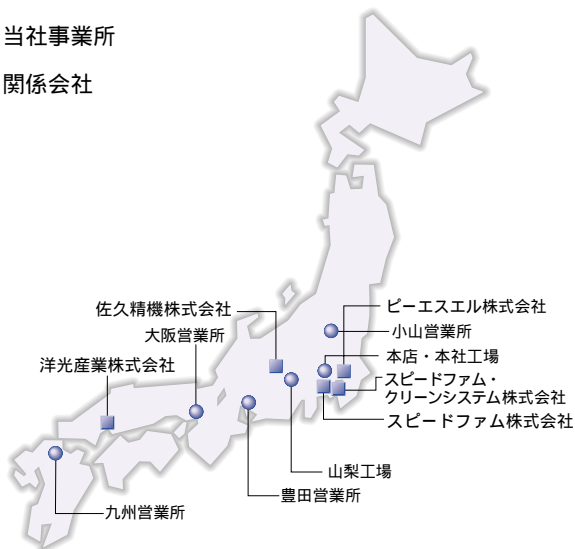 当社事業所
関係会社
佐久精機株式会社
大阪営業所
洋光産業株式会社
ピーエスエル株式会社
小山営業所
本店・本社工場
スピードファム・
クリーンシステム株式会社
スピードファム株式会社
山梨工場
豊田営業所
九州営業所